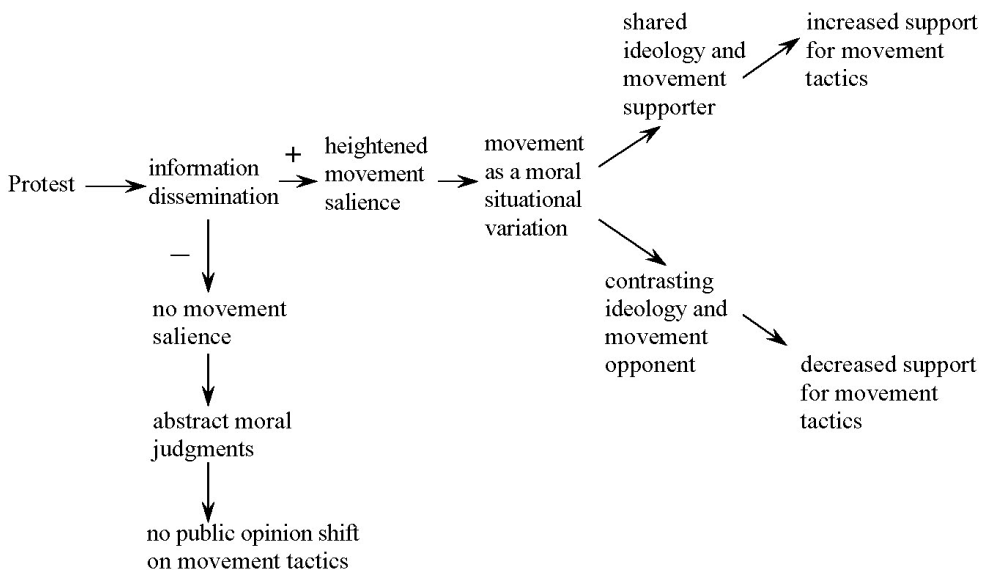 Protest
information
dissemination
+
heightened
movement
salience
movement
as a moral
situational
variation
shared
ideology and
movement
supporter
increased support
for movement
tactics
contrasting
ideology and
movement
opponent
decreased support
for movement
tactics
–
no movement
salience
abstract moral
judgments
no public opinion shift
on movement tactics